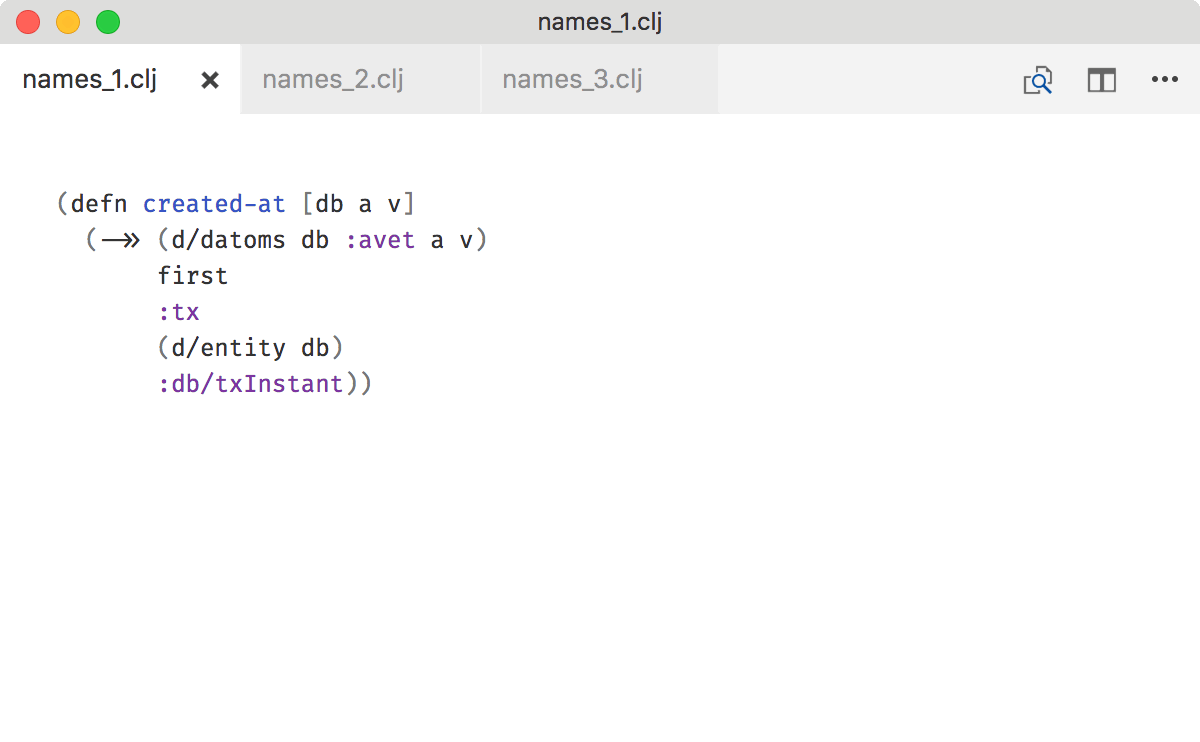 names_1.clj
names_1.clj names_2.clj names_3.clj
(defn created-at [db a v]
  (->> (d/datoms db :avet a v)
       first
       :tx
       (d/entity db)
       :db/txInstant))